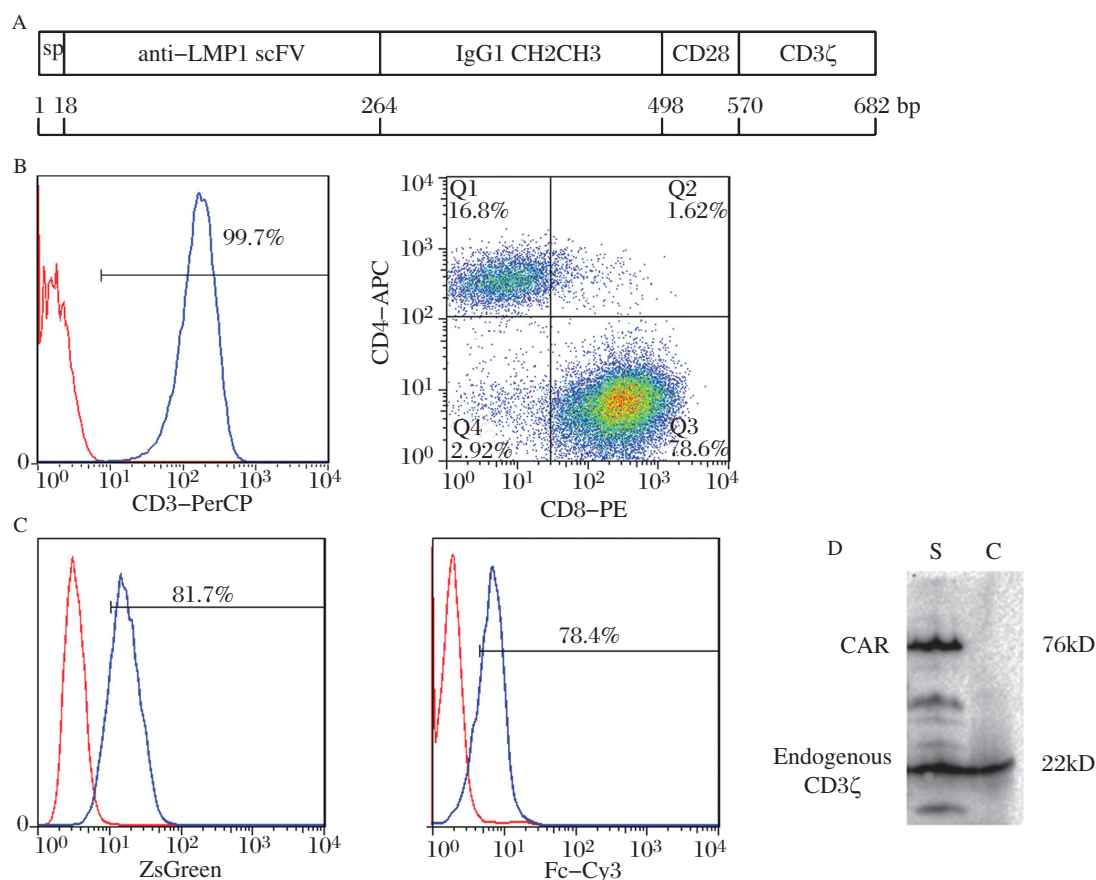 A
sp anti–LMP1 scFV IgG1 CH2CH3 CD28 CD3ζ
1 18 264 498 570 682 bp
B
99.7%
0
10⁰ 10¹ 10² 10³ 10⁴
CD3–PerCP
10⁴
10³
10²
10¹
10⁰
CD4–APC
Q1
16.8%
Q2
1.62%
Q4
2.92%
Q3
78.6%
10⁰ 10¹ 10² 10³ 10⁴
CD8–PE
C
81.7%
0
10⁰ 10¹ 10² 10³ 10⁴
ZsGreen
78.4%
10⁰ 10¹ 10² 10³ 10⁴
Fc–Cy3
D
S C
CAR 76kD
Endogenous
CD3ζ
22kD